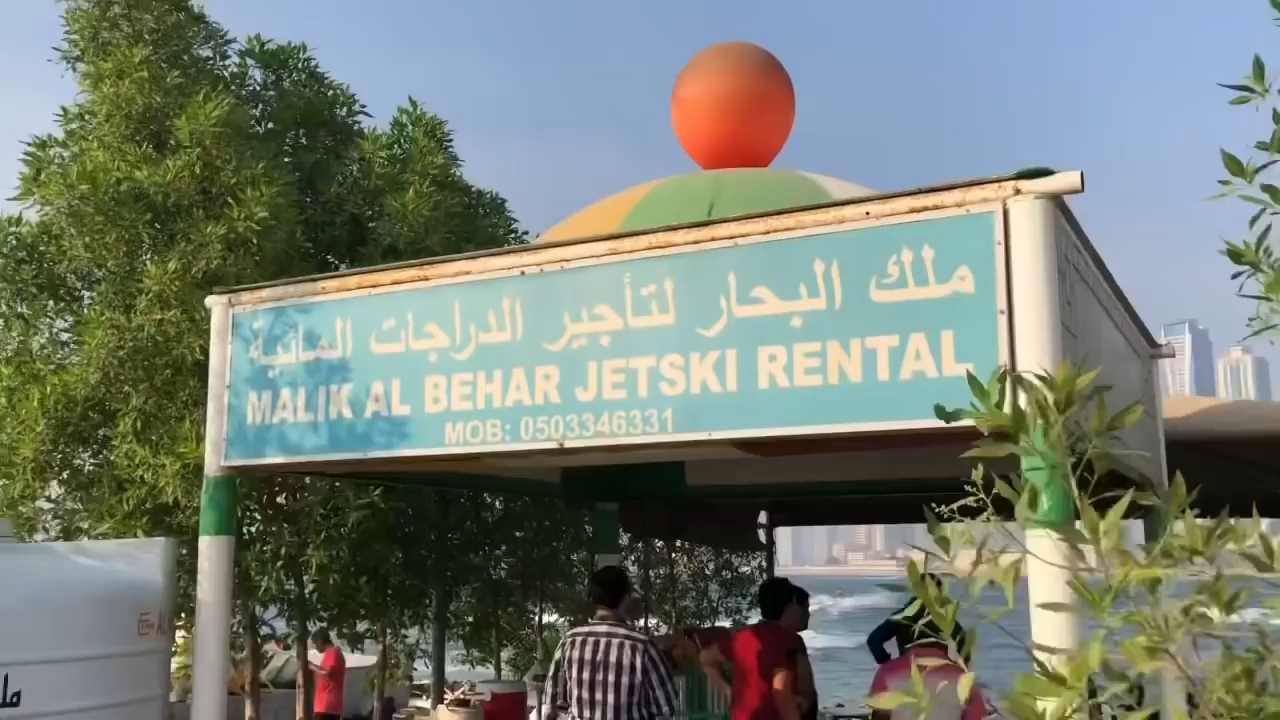 ملك البحار لتأجير الدراجات المائية
MALIK AL BEHAR JETSKI RENTAL
MOB: 0503346331